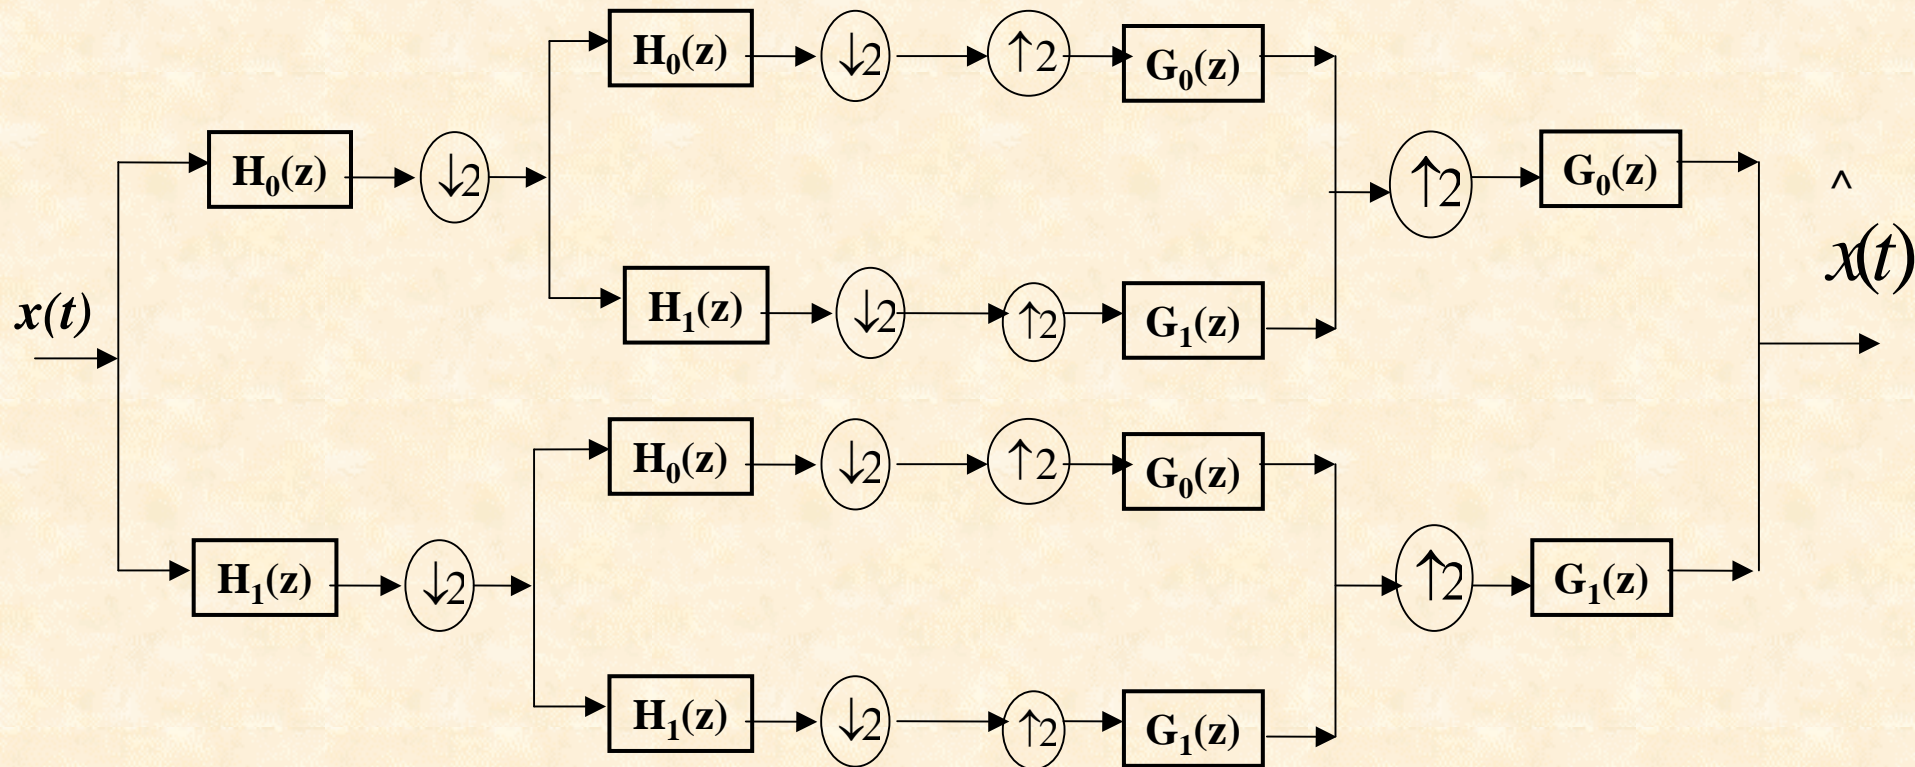 H₀(z) ↓2 ↑2 G₀(z)
H₀(z) ↓2 ↑2 G₀(z)
^
x(t)
H₁(z) ↓2 ↑2 G₁(z)
x(t)
H₀(z) ↓2 ↑2 G₀(z)
H₁(z) ↓2 ↑2 G₁(z)
H₁(z) ↓2 ↑2 G₁(z)